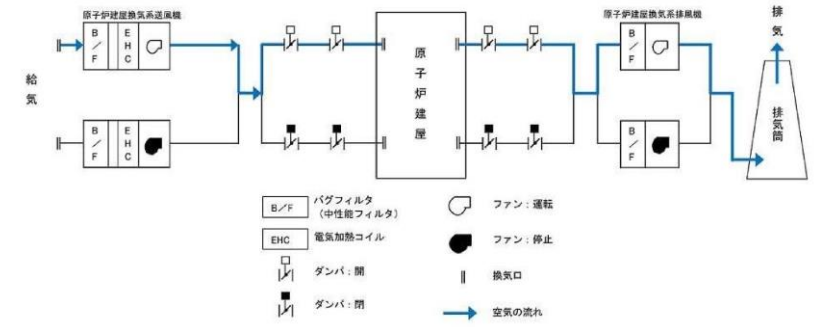 原子炉建屋換気系送風機
原子炉建屋換気系排風機
排気
B/F
EHC
B/F
給気
原子炉建屋
排気筒
B/F
EHC
B/F
B/F
バグフィルタ
(中性能フィルタ)
ファン:運転
EHC
電気加熱コイル
ファン:停止
ダンパ:開
換気口
ダンパ:閉
空気の流れ